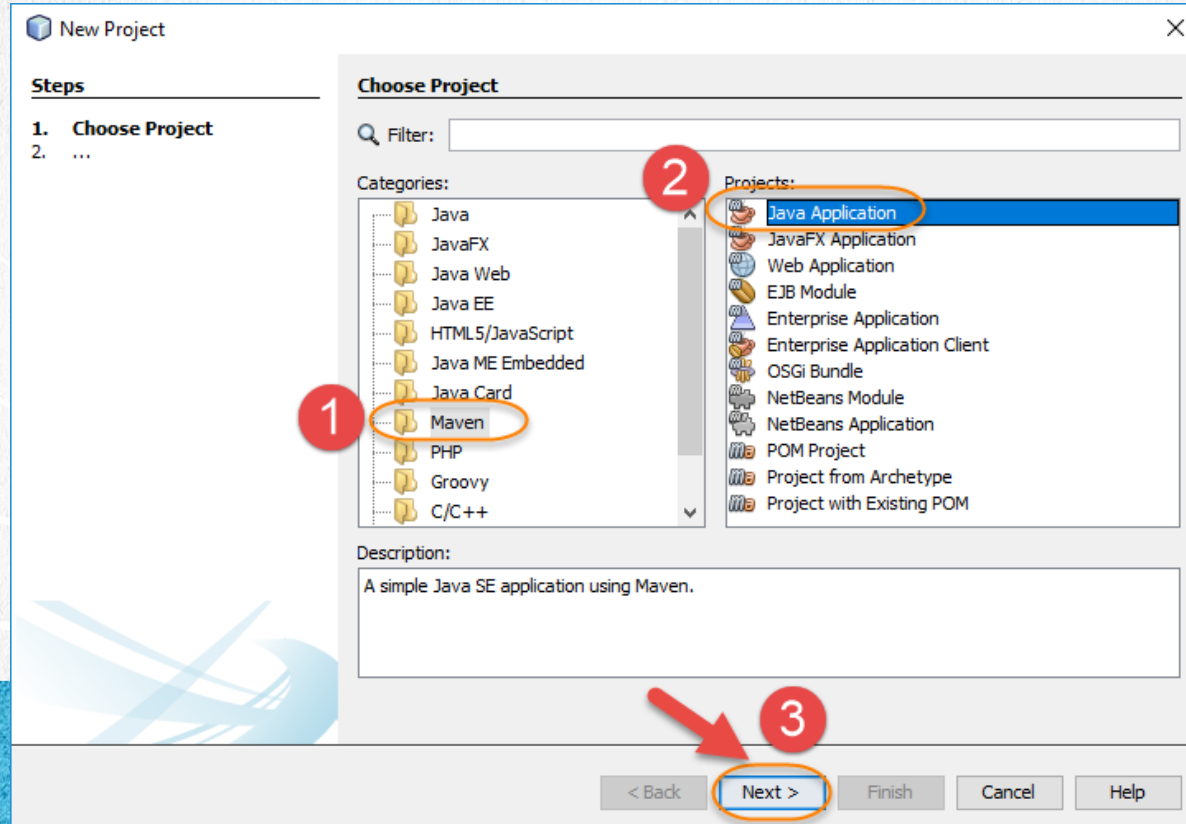 New Project
Steps
1. Choose Project
2. ...
Choose Project
Filter:
Categories:
Java
JavaFX
Java Web
Java EE
HTML5/JavaScript
Java ME Embedded
Java Card
Maven
PHP
Groovy
C/C++
1
2
Projects:
Java Application
JavaFX Application
Web Application
EJB Module
Enterprise Application
Enterprise Application Client
OSGi Bundle
NetBeans Module
NetBeans Application
POM Project
Project from Archetype
Project with Existing POM
Description:
A simple Java SE application using Maven.
3
< Back Next > Finish Cancel Help